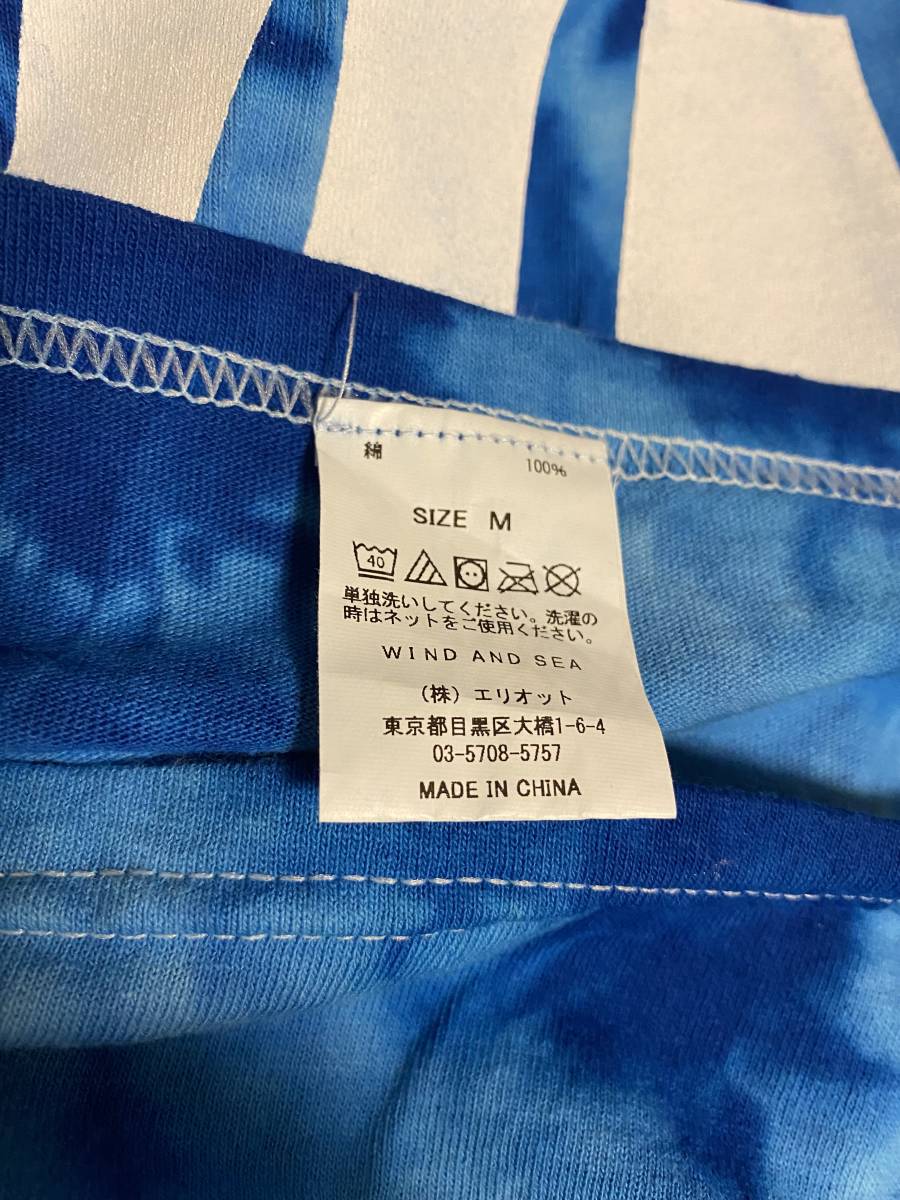 綿 100%
SIZE M
40
単独洗いしてください。洗濯の
時はネットをご使用ください。
WIND AND SEA
（株）エリオット
東京都目黒区大橋1-6-4
03-5708-5757
MADE IN CHINA